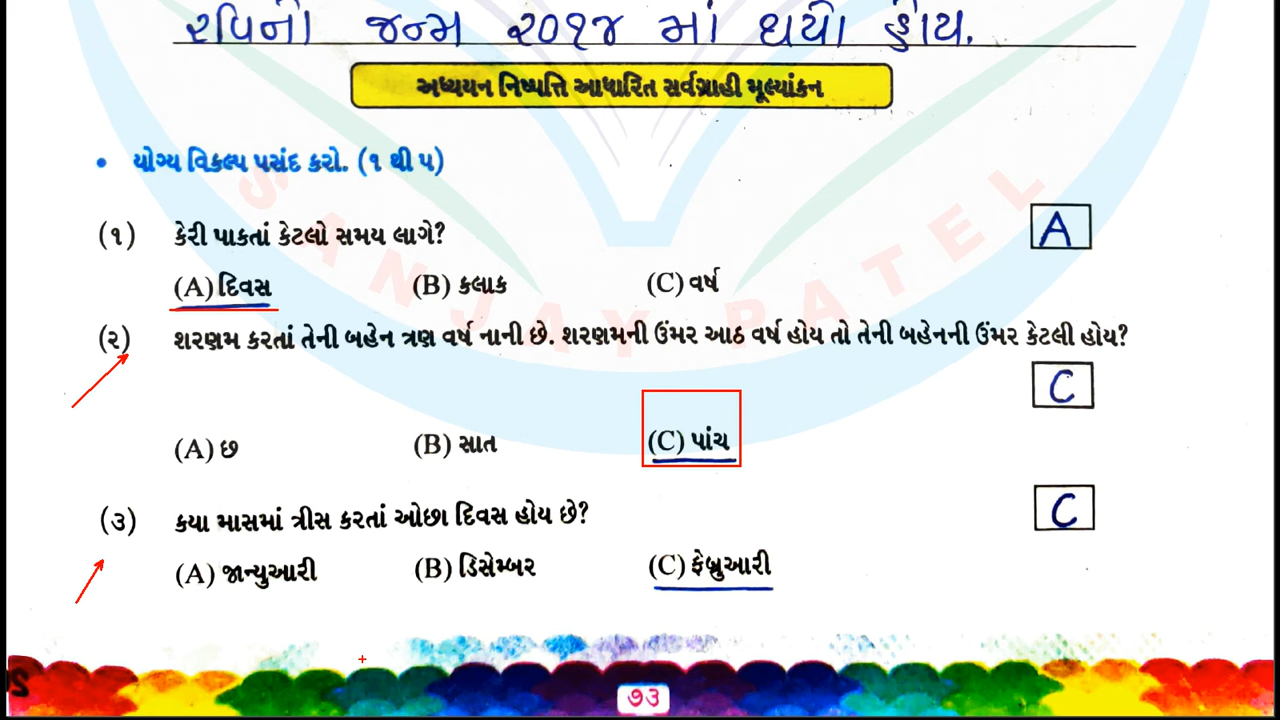 રવિનો જન્મ ૨૦૧૪ માં થયો હોય.
અધ્યયન નિષ્પત્તિ આધારિત સર્વગ્રાહી મૂલ્યાંકન
• યોગ્ય વિકલ્પ પસંદ કરો. (૧ થી ૫)
(૧) કેરી પાકતાં કેટલો સમય લાગે? A
(A) દિવસ (B) કલાક (C) વર્ષ
(૨) શરણમ કરતાં તેની બહેન ત્રણ વર્ષ નાની છે. શરણમની ઉંમર આઠ વર્ષ હોય તો તેની બહેનની ઉંમર કેટલી હોય?
C
(A) છ (B) સાત (C) પાંચ
(૩) કયા માસમાં ત્રીસ કરતાં ઓછા દિવસ હોય છે? C
(A) જાન્યુઆરી (B) ડિસેમ્બર (C) ફેબ્રુઆરી
૭૩
SANJAY PATEL
S